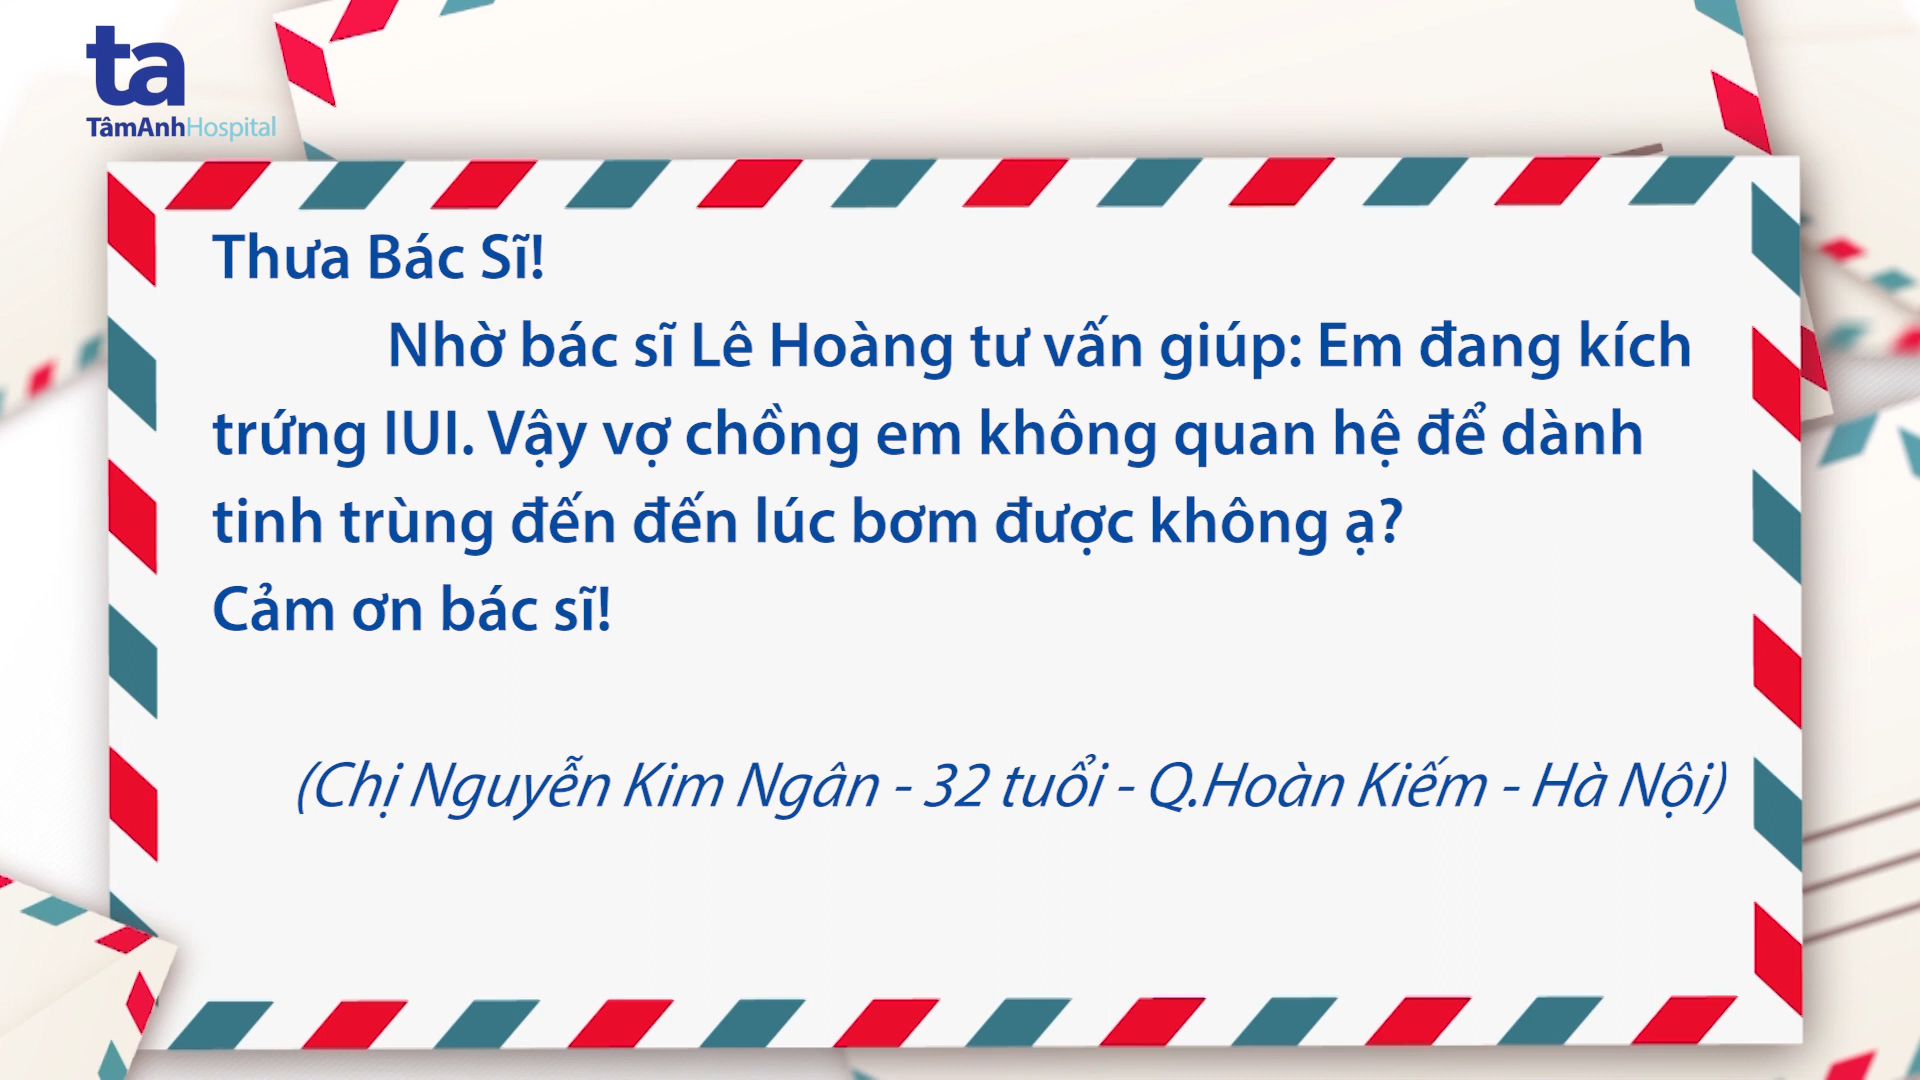 ta
TâmAnhHospital
Thưa Bác Sĩ!
Nhờ bác sĩ Lê Hoàng tư vấn giúp: Em đang kích
trứng IUI. Vậy vợ chồng em không quan hệ để dành
tinh trùng đến đến lúc bơm được không ạ?
Cảm ơn bác sĩ!
(Chị Nguyễn Kim Ngân - 32 tuổi - Q.Hoàn Kiếm - Hà Nội)